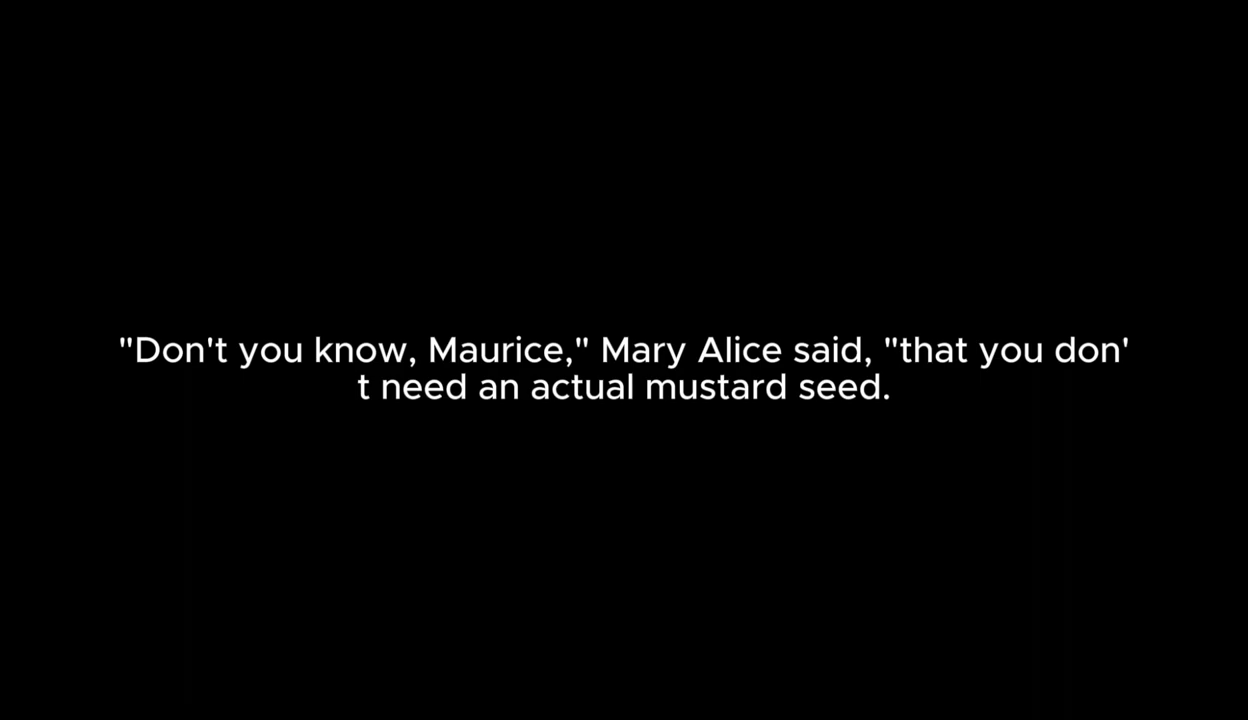 "Don't you know, Maurice," Mary Alice said, "that you don'
t need an actual mustard seed.